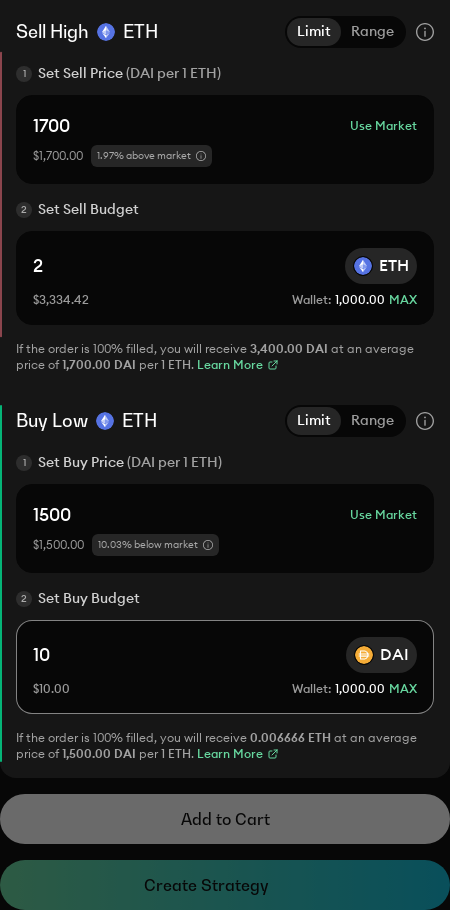 Sell High ETH Limit Range
1 Set Sell Price (DAI per 1 ETH)
1700 Use Market
$1,700.00 1.97% above market
2 Set Sell Budget
2 ETH
$3,334.42 Wallet: 1,000.00 MAX
If the order is 100% filled, you will receive 3,400.00 DAI at an average
price of 1,700.00 DAI per 1 ETH. Learn More
Buy Low ETH Limit Range
1 Set Buy Price (DAI per 1 ETH)
1500 Use Market
$1,500.00 10.03% below market
2 Set Buy Budget
10 DAI
$10.00 Wallet: 1,000.00 MAX
If the order is 100% filled, you will receive 0.006666 ETH at an average
price of 1,500.00 DAI per 1 ETH. Learn More
Add to Cart
Create Strategy